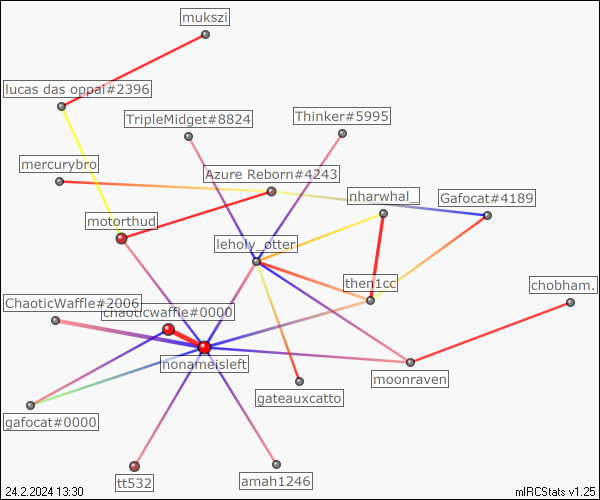 mukszi
lucas das oppai#2396
TripleMidget#8824
Thinker#5995
mercurybro
Azure Reborn#4243
nharwhal_
Gafocat#4189
motorthud
leholy_otter
then1cc
chobham.
ChaoticWaffle#2006
chaoticwaffle#0000
nonameisleft
moonraven
gateauxcatto
gafocat#0000
tt532
amah1246
24.2.2024 13:30
mIRCStats v1.25